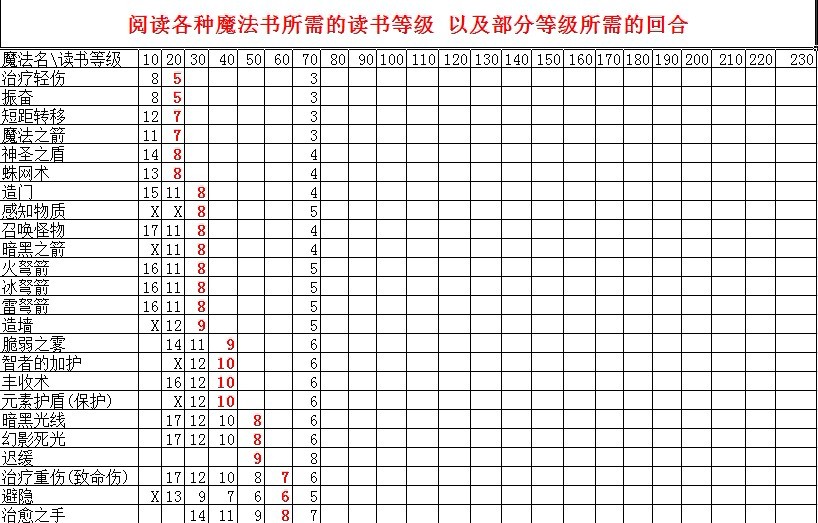 阅读各种魔法书所需的读书等级 以及部分等级所需的回合
魔法名\读书等级 10 20 30 40 50 60 70 80 90 100 110 120 130 140 150 160 170 180 190 200 210 220 230
治疗轻伤 8 5 3
振奋 8 5 3
短距转移 12 7 3
魔法之箭 11 7 3
神圣之盾 14 8 4
蛛网术 13 8 4
造门 15 11 8 4
感知物质 X X 8 5
召唤怪物 17 11 8 4
暗黑之箭 X 11 8 4
火弩箭 16 11 8 5
冰弩箭 16 11 8 5
雷弩箭 16 11 8 5
造墙 X 12 9 5
脆弱之雾 14 11 9 6
智者的加护 X 12 10 6
丰收术 16 12 10 6
元素护盾(保护) X 12 10 6
暗黑光线 17 12 10 8 6
幻影死光 17 12 10 8 6
迟缓 9 8
治疗重伤(致命伤) 17 12 10 8 7 6
避隐 X 13 9 7 6 6 5
治愈之手 14 11 9 8 7